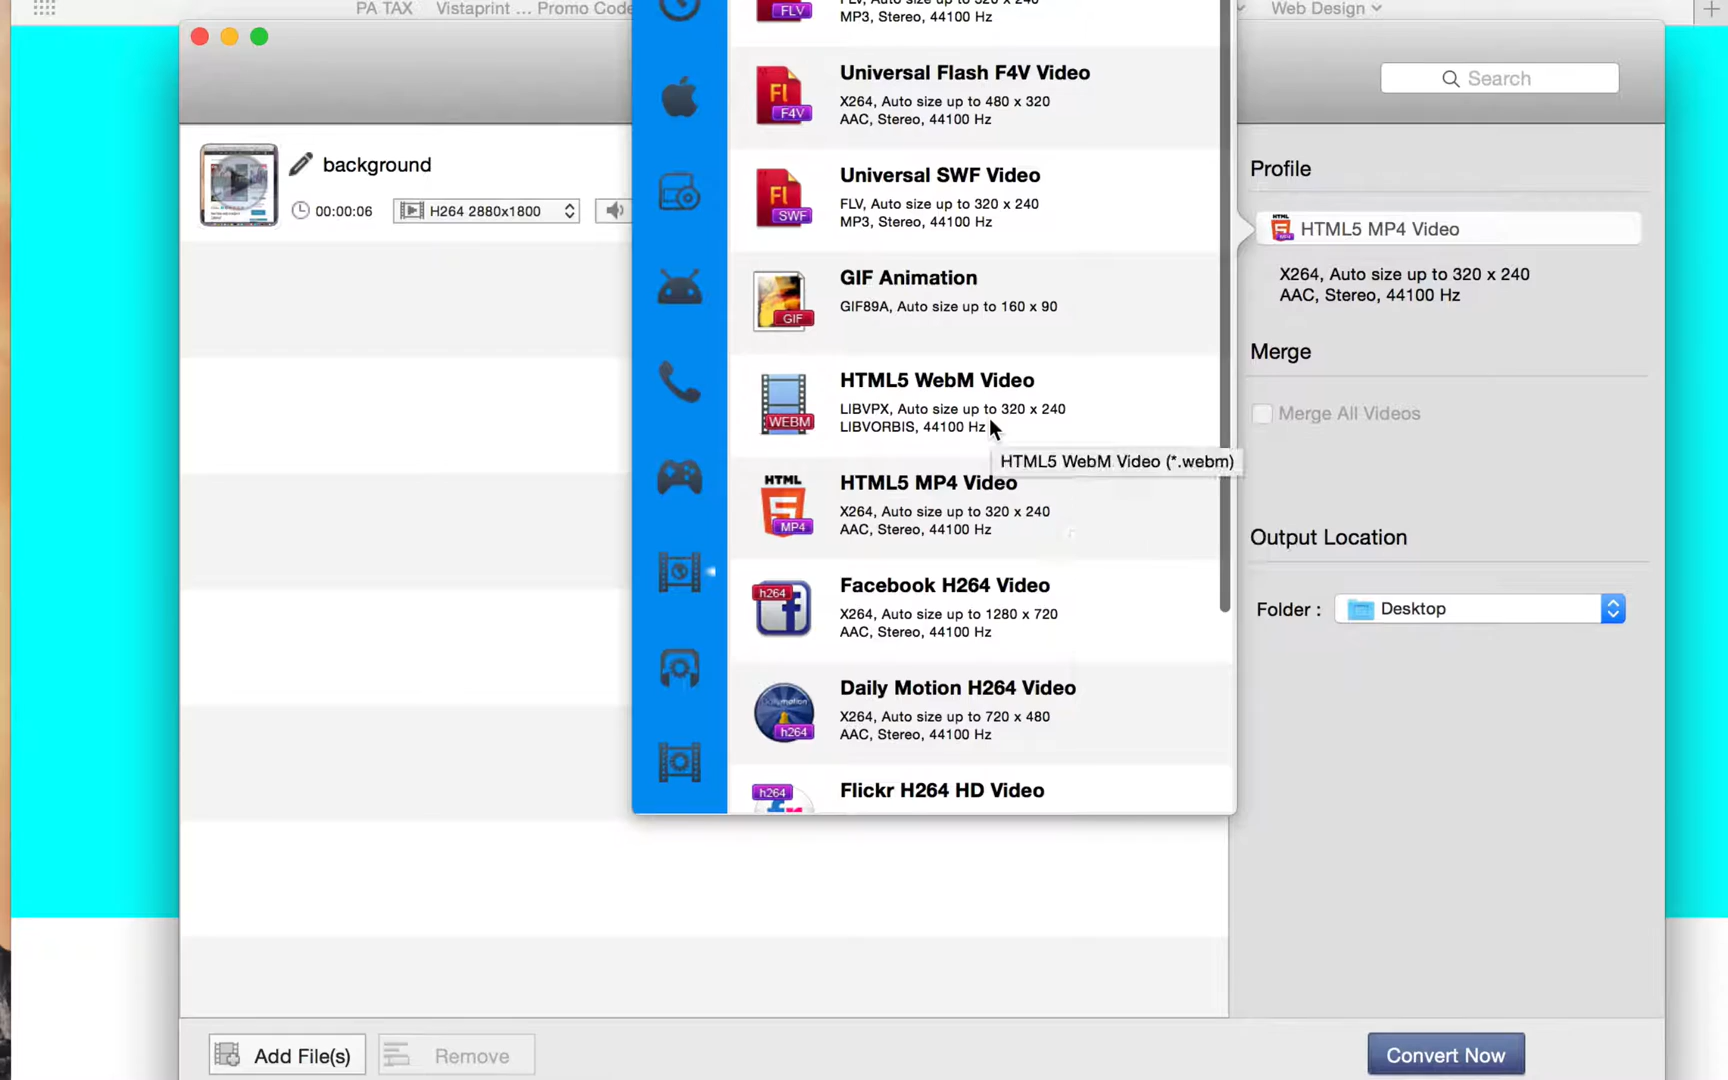 PA TAX
Vistaprint ... Promo Code
Web Design
Search
background
00:00:06
H264 2880x1800
FLV
MP3, Stereo, 44100 Hz
Universal Flash F4V Video
X264, Auto size up to 480 x 320
AAC, Stereo, 44100 Hz
F4V
Universal SWF Video
FLV, Auto size up to 320 x 240
MP3, Stereo, 44100 Hz
SWF
GIF Animation
GIF89A, Auto size up to 160 x 90
GIF
HTML5 WebM Video
LIBVPX, Auto size up to 320 x 240
LIBVORBIS, 44100 Hz
WEBM
HTML5 WebM Video (*.webm)
HTML5 MP4 Video
X264, Auto size up to 320 x 240
AAC, Stereo, 44100 Hz
HTML
MP4
Facebook H264 Video
X264, Auto size up to 1280 x 720
AAC, Stereo, 44100 Hz
h264
Daily Motion H264 Video
X264, Auto size up to 720 x 480
AAC, Stereo, 44100 Hz
h264
Flickr H264 HD Video
h264
Profile
HTML5 MP4 Video
X264, Auto size up to 320 x 240
AAC, Stereo, 44100 Hz
Merge
Merge All Videos
Output Location
Folder :
Desktop
Add File(s)
Remove
Convert Now